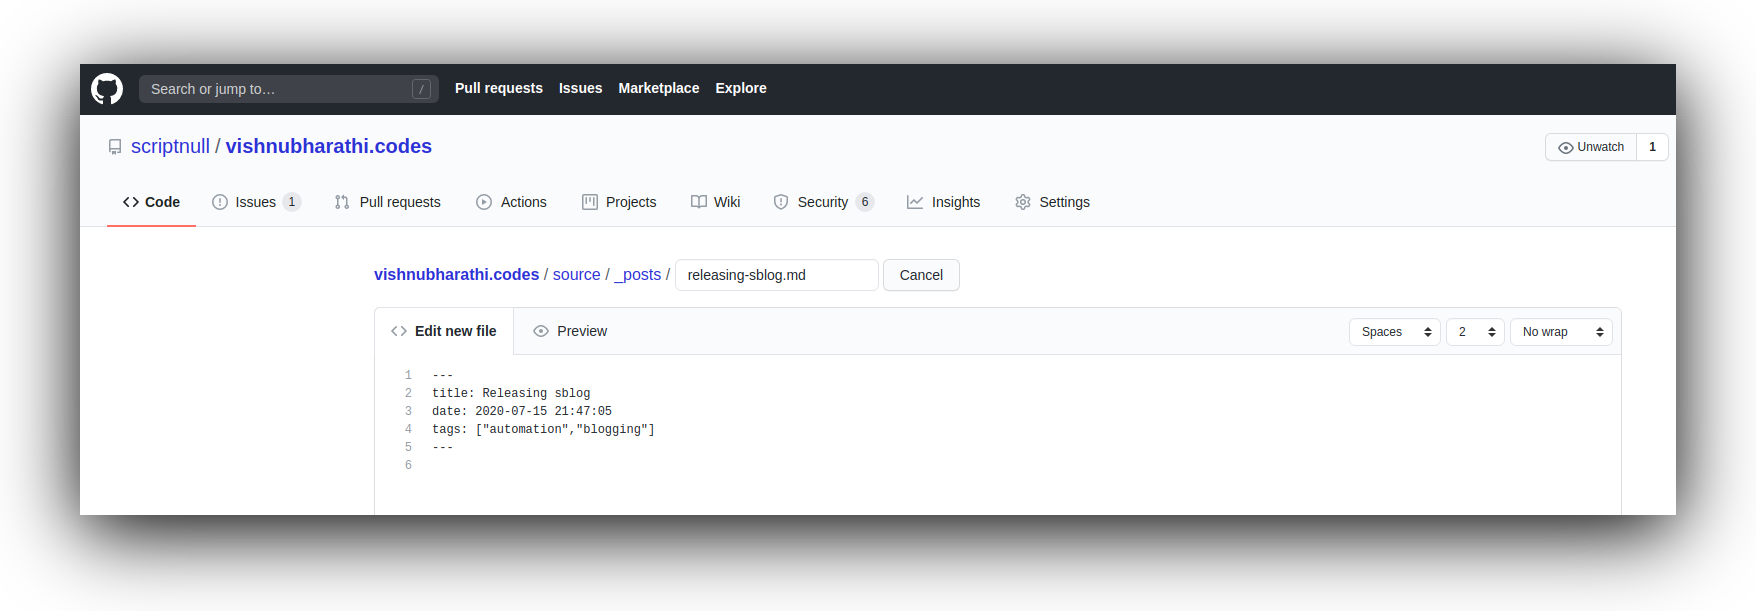 Search or jump to… / Pull requests Issues Marketplace Explore
scriptnull / vishnubharathi.codes Unwatch 1
Code Issues 1 Pull requests Actions Projects Wiki Security 6 Insights Settings
vishnubharathi.codes / source / _posts / releasing-sblog.md Cancel
Edit new file Preview Spaces 2 No wrap
1 ---
2 title: Releasing sblog
3 date: 2020-07-15 21:47:05
4 tags: ["automation","blogging"]
5 ---
6